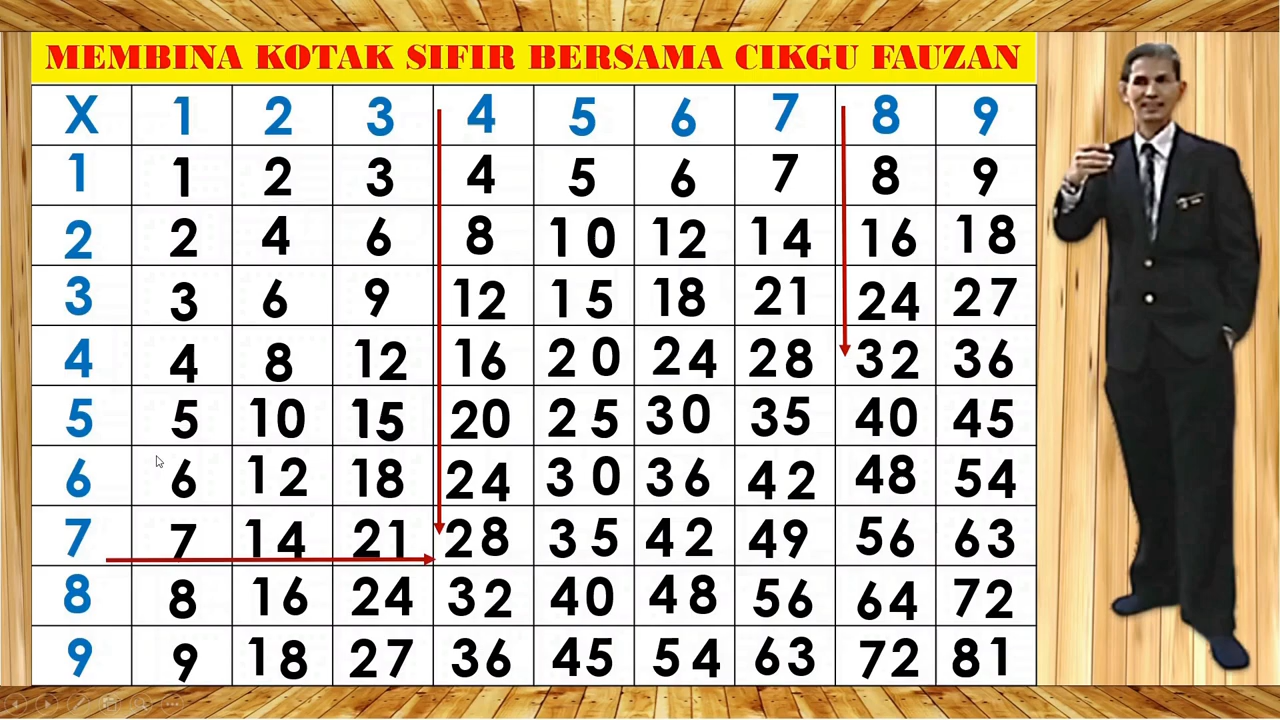 MEMBINA KOTAK SIFIR BERSAMA CIKGU FAUZAN
X 1 2 3 4 5 6 7 8 9
1 1 2 3 4 5 6 7 8 9
2 2 4 6 8 10 12 14 16 18
3 3 6 9 12 15 18 21 24 27
4 4 8 12 16 20 24 28 32 36
5 5 10 15 20 25 30 35 40 45
6 6 12 18 24 30 36 42 48 54
7 7 14 21 28 35 42 49 56 63
8 8 16 24 32 40 48 56 64 72
9 9 18 27 36 45 54 63 72 81